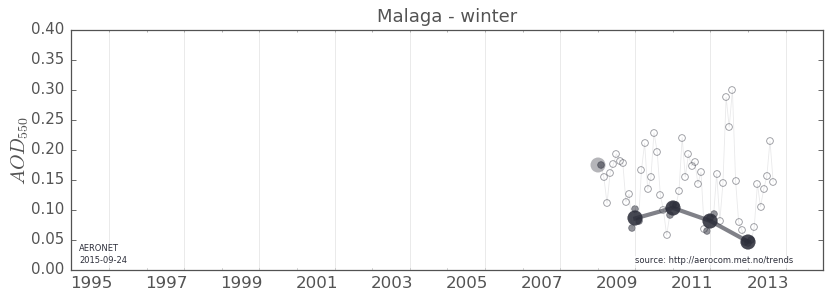 Malaga - winter
0.40
0.35
0.30
0.25
0.20
0.15
0.10
0.05
0.00
AOD550
AERONET
2015-09-24
source: http://aerocom.met.no/trends
1995 1997 1999 2001 2003 2005 2007 2009 2011 2013